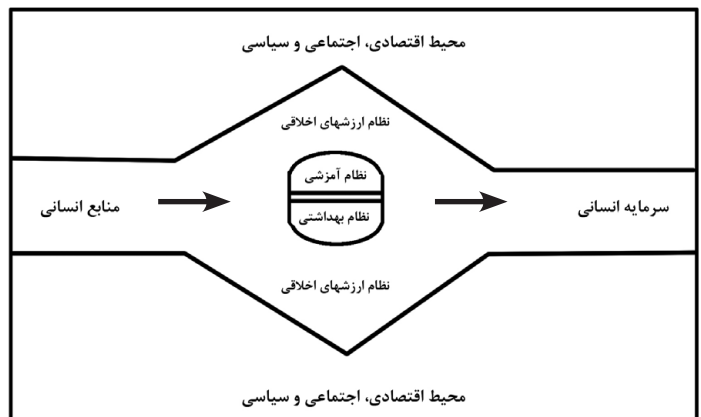 محیط اقتصادی، اجتماعی و سیاسی
نظام ارزشهای اخلاقی
نظام آمزشی
منابع انسانی
سرمایه انسانی
نظام بهداشتی
نظام ارزشهای اخلاقی
محیط اقتصادی، اجتماعی و سیاسی